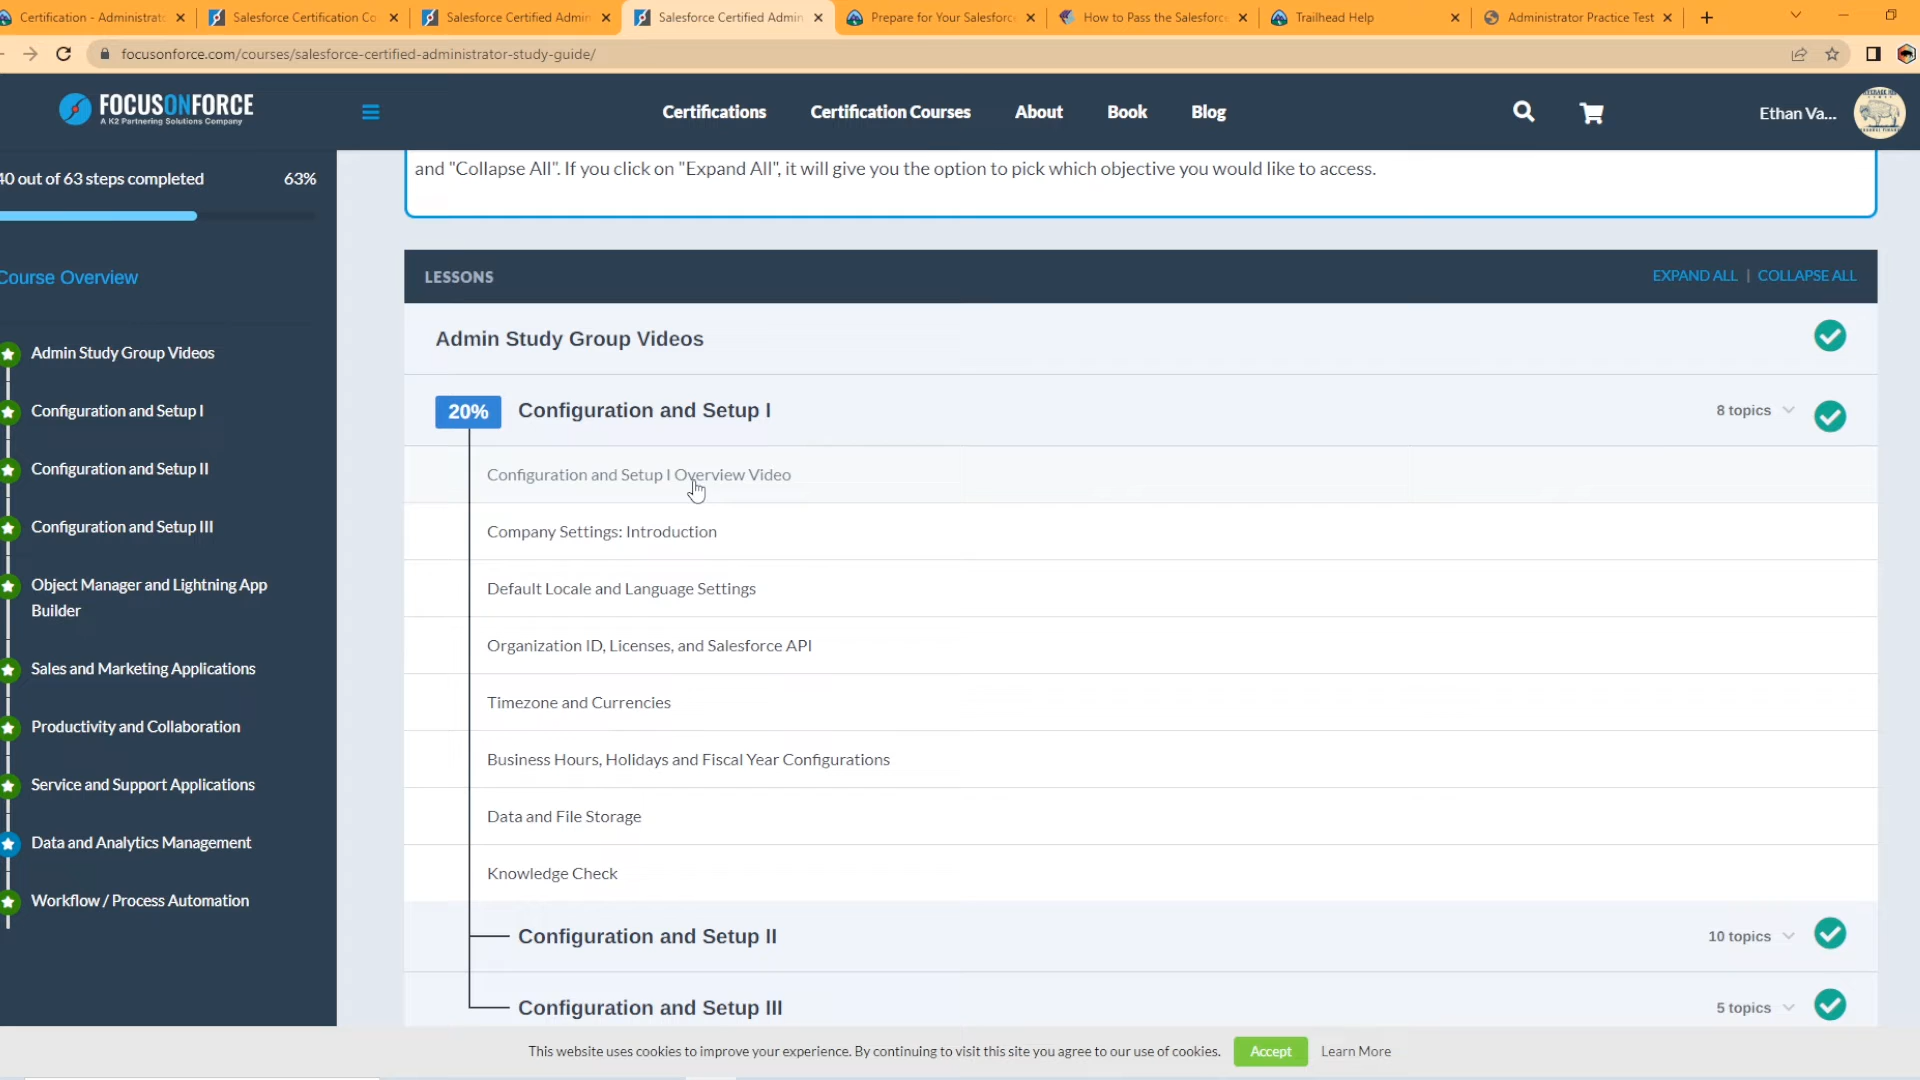 Certification - Administrat
Salesforce Certification Co
Salesforce Certified Admin
Salesforce Certified Admin
Prepare for Your Salesforce
How to Pass the Salesforce
Trailhead Help
Administrator Practice Test
focusonforce.com/courses/salesforce-certified-administrator-study-guide/
FOCUSONFORCE
A K2 Partnering Solutions Company
Certifications
Certification Courses
About
Book
Blog
Ethan Va...
40 out of 63 steps completed
63%
Course Overview
Admin Study Group Videos
Configuration and Setup I
Configuration and Setup II
Configuration and Setup III
Object Manager and Lightning App
Builder
Sales and Marketing Applications
Productivity and Collaboration
Service and Support Applications
Data and Analytics Management
Workflow / Process Automation
and "Collapse All". If you click on "Expand All", it will give you the option to pick which objective you would like to access.
LESSONS
EXPAND ALL | COLLAPSE ALL
Admin Study Group Videos
20% Configuration and Setup I
8 topics
Configuration and Setup I Overview Video
Company Settings: Introduction
Default Locale and Language Settings
Organization ID, Licenses, and Salesforce API
Timezone and Currencies
Business Hours, Holidays and Fiscal Year Configurations
Data and File Storage
Knowledge Check
Configuration and Setup II
10 topics
Configuration and Setup III
5 topics
This website uses cookies to improve your experience. By continuing to visit this site you agree to our use of cookies.
Accept
Learn More